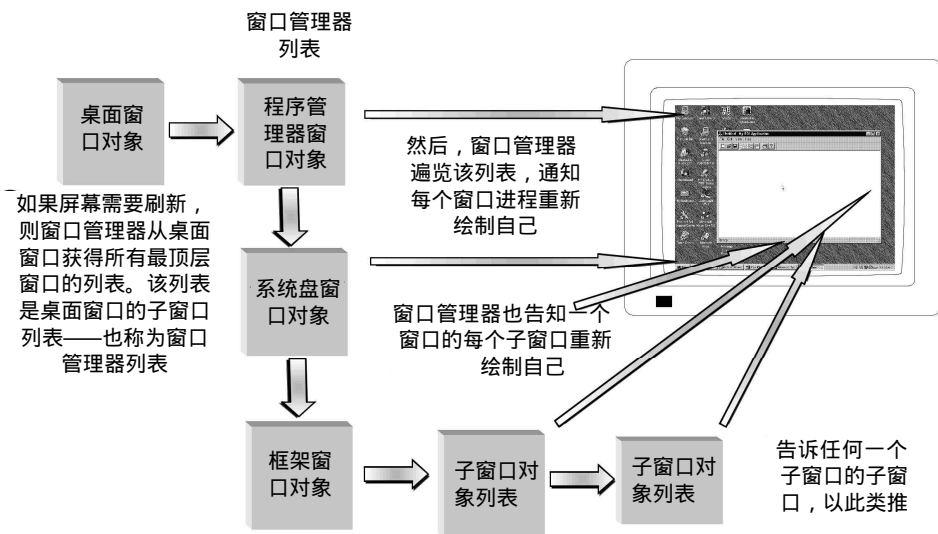 窗口管理器
列表
桌面窗
口对象
程序管
理器窗
口对象
然后，窗口管理器
遍览该列表，通知
每个窗口进程重新
绘制自己
如果屏幕需要刷新，
则窗口管理器从桌面
窗口获得所有最顶层
窗口的列表。该列表
是桌面窗口的子窗口
列表——也称为窗口
管理器列表
系统盘窗
口对象
窗口管理器也告知一个
窗口的每个子窗口重新
绘制自己
框架窗
口对象
子窗口对
象列表
子窗口对
象列表
告诉任何一个
子窗口的子窗
口，以此类推